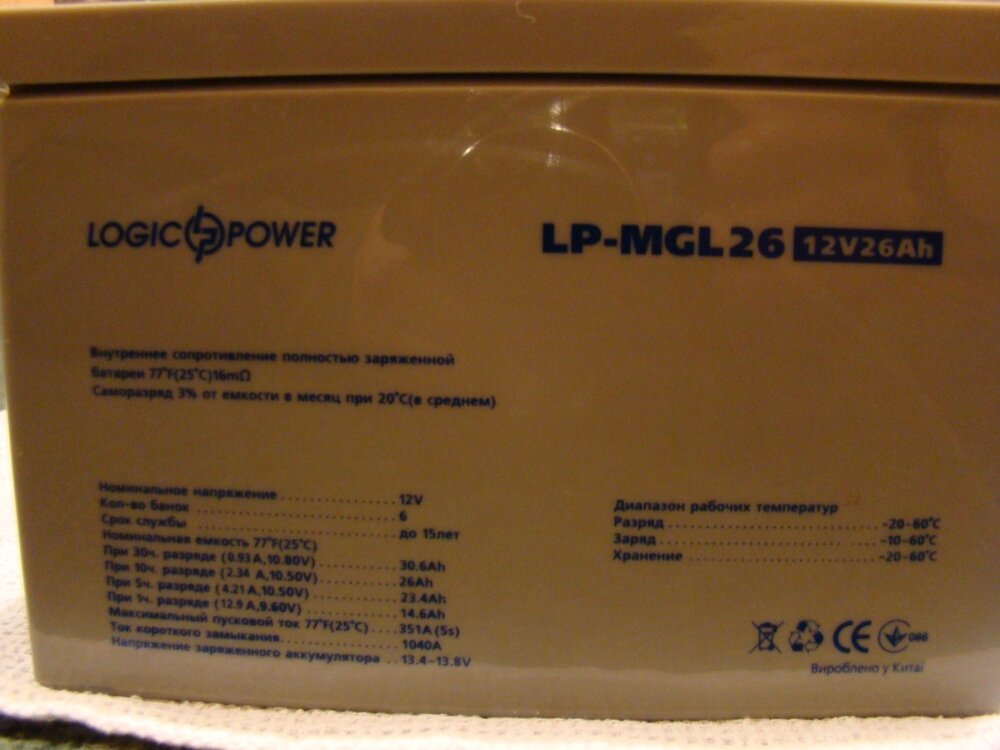 LOGIC POWER
LP-MGL26 12V26Ah
Внутреннее сопротивление полностью заряженной
батареи 77°F(25°C)16mΩ
Саморазряд 3% от емкости в месяц при 20°C(в среднем)
Номинальное напряжение ............... 12V
Кол-во банок ........................... 6
Срок службы ........................... до 15лет
Номинальная емкость 77°F(25°C)
При 30ч. разряде (0.93 A,10.80V) ........... 30.6Ah
При 10ч. разряде (2.34 A,10.50V) ........... 26Ah
При 5ч. разряде (4.21 A,10.50V) ............ 23.4Ah
При 1ч. разряде (12.9 A,9.60V) ............. 14.6Ah
Максимальный пусковой ток 77°F(25°C) .... 351A (5s)
Ток короткого замыкания ................. 1040A
Напряжение заряженного аккумулятора .. 13.4~13.8V
Диапазон рабочих температур
Разряд ............................... -20~60°C
Заряд ................................ -10~60°C
Хранение ............................ -20~60°C
CE 066
Вироблено у Китаї